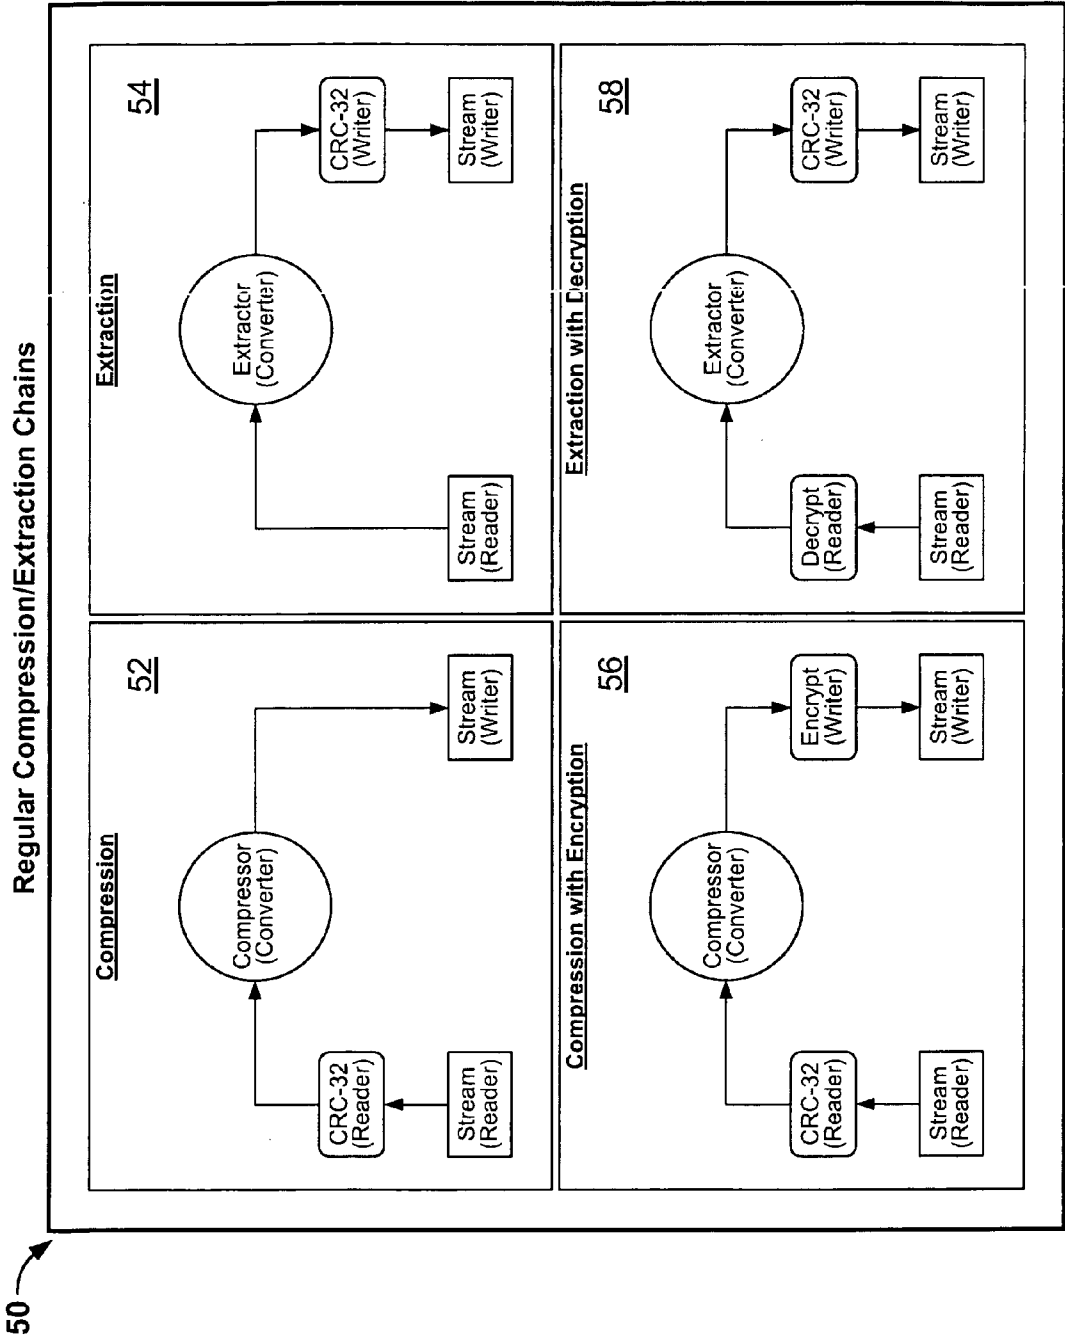 50
Regular Compression/Extraction Chains
Compression
52
Compressor
(Converter)
CRC-32
(Reader)
Stream
(Reader)
Stream
(Writer)
Extraction
54
Extractor
(Converter)
Stream
(Reader)
CRC-32
(Writer)
Stream
(Writer)
Compression with Encryption
56
Compressor
(Converter)
CRC-32
(Reader)
Stream
(Reader)
Encrypt
(Writer)
Stream
(Writer)
Extraction with Decryption
58
Extractor
(Converter)
Decrypt
(Reader)
Stream
(Reader)
CRC-32
(Writer)
Stream
(Writer)